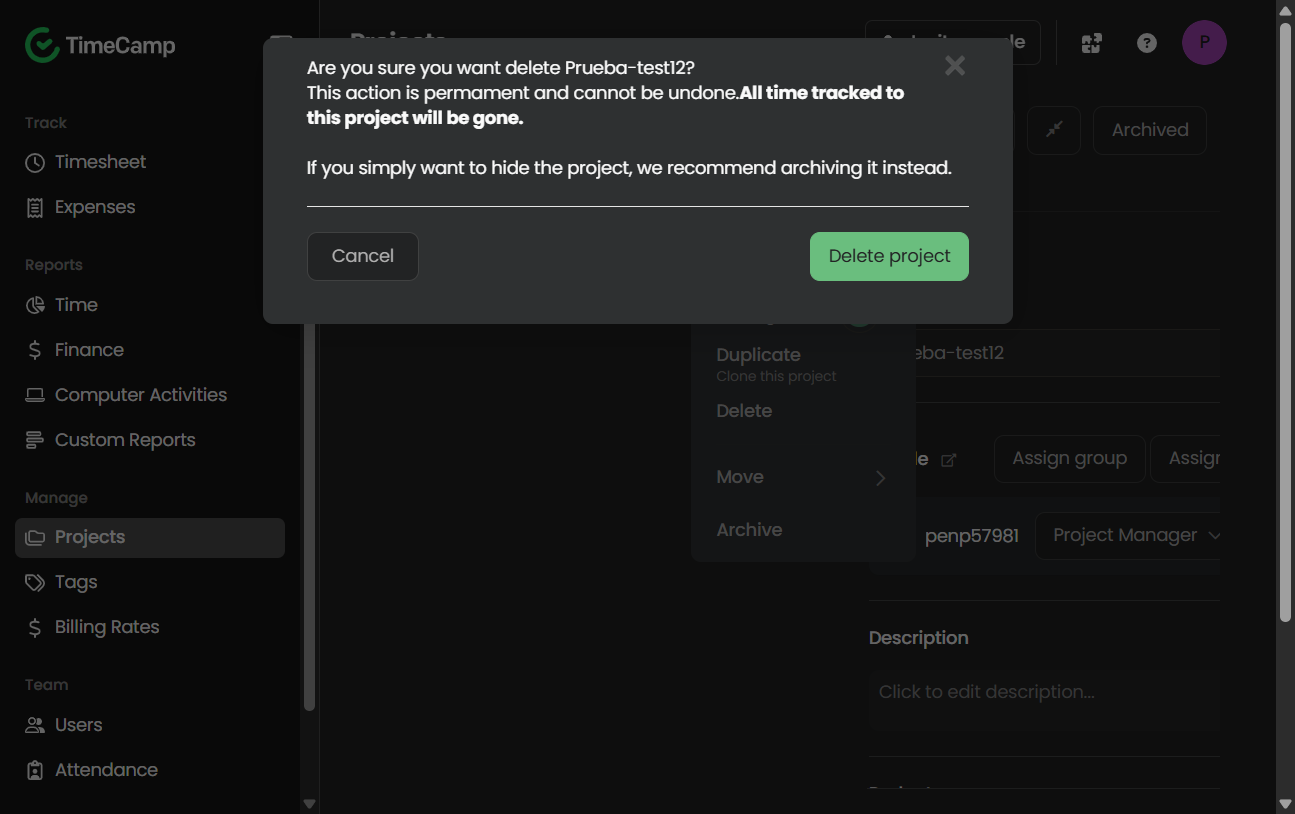 TimeCamp
Projects
P
Are you sure you want delete Prueba-test12?
This action is permament and cannot be undone.All time tracked to
this project will be gone.
If you simply want to hide the project, we recommend archiving it instead.
Cancel
Delete project
Archived
Track
Timesheet
Expenses
Reports
Time
Finance
Computer Activities
Custom Reports
Manage
Projects
Tags
Billing Rates
Team
Users
Attendance
Duplicate
Clone this project
Delete
Move
Archive
eba-test12
Assign group
Assigr
penp57981
Project Manager
Description
Click to edit description...